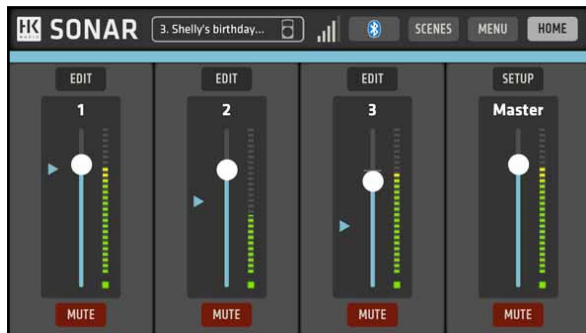 HK AUDIO SONAR 3. Shelly's birthday... SCENES MENU HOME
EDIT EDIT EDIT SETUP
1 2 3 Master
MUTE MUTE MUTE MUTE